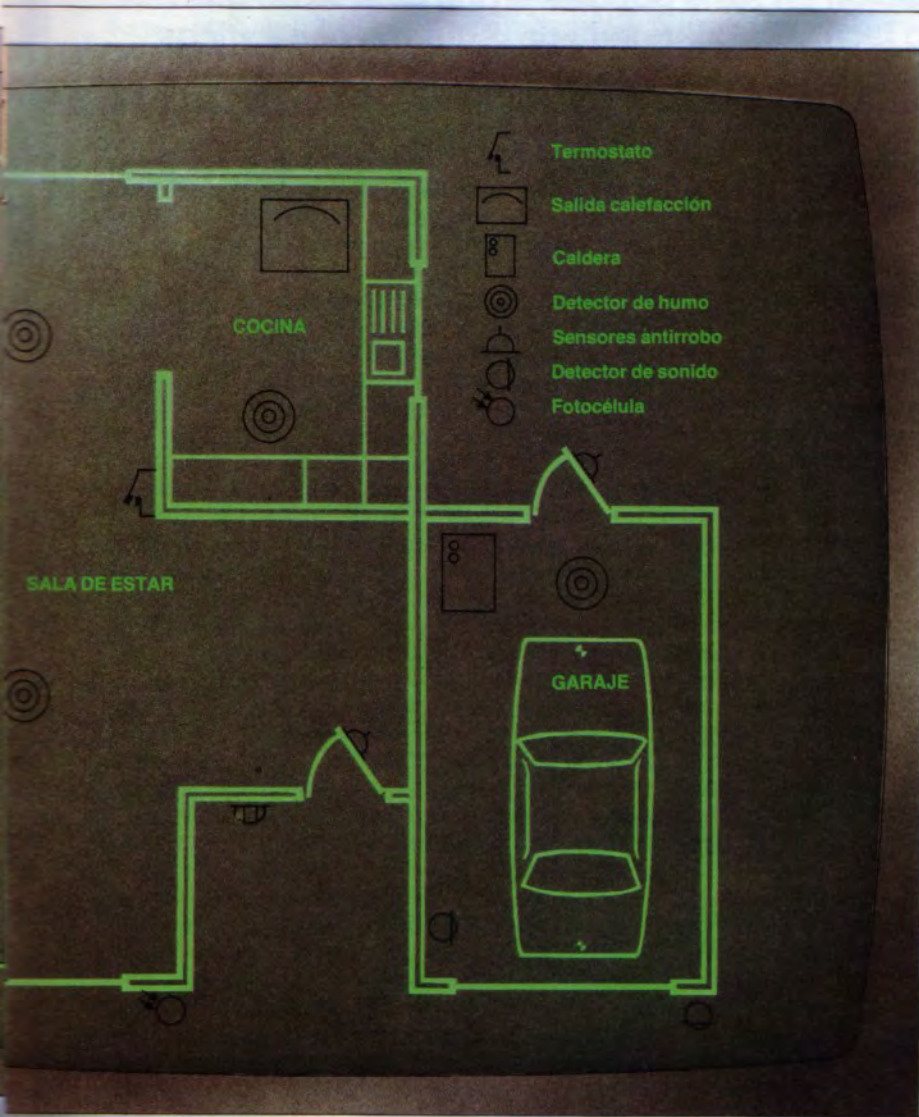 Termostato
Salida calefacción
Caldera
Detector de humo
Sensores antirrobo
Detector de sonido
Fotocélula
COCINA
SALA DE ESTAR
GARAJE